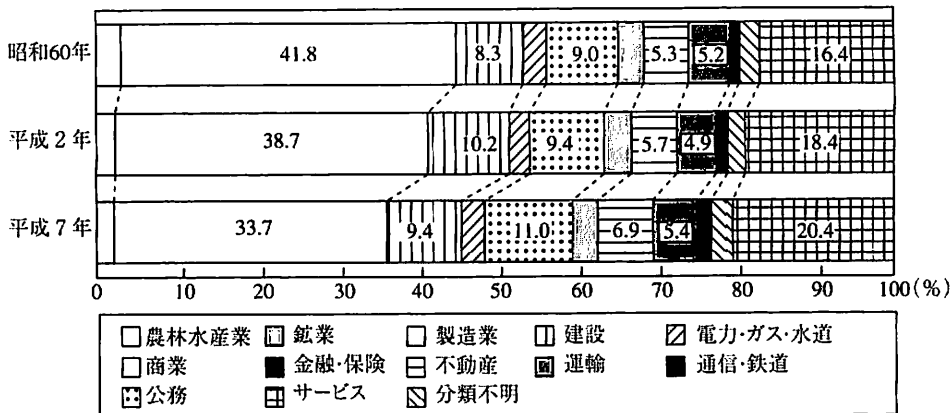 昭和60年 41.8 8.3 9.0 5.3 5.2 16.4
平成2年 38.7 10.2 9.4 5.7 4.9 18.4
平成7年 33.7 9.4 11.0 6.9 5.4 20.4
0 10 20 30 40 50 60 70 80 90 100(%)
農林水産業 鉱業 製造業 建設 電力・ガス・水道
商業 金融・保険 不動産 運輸 通信・鉄道
公務 サービス 分類不明